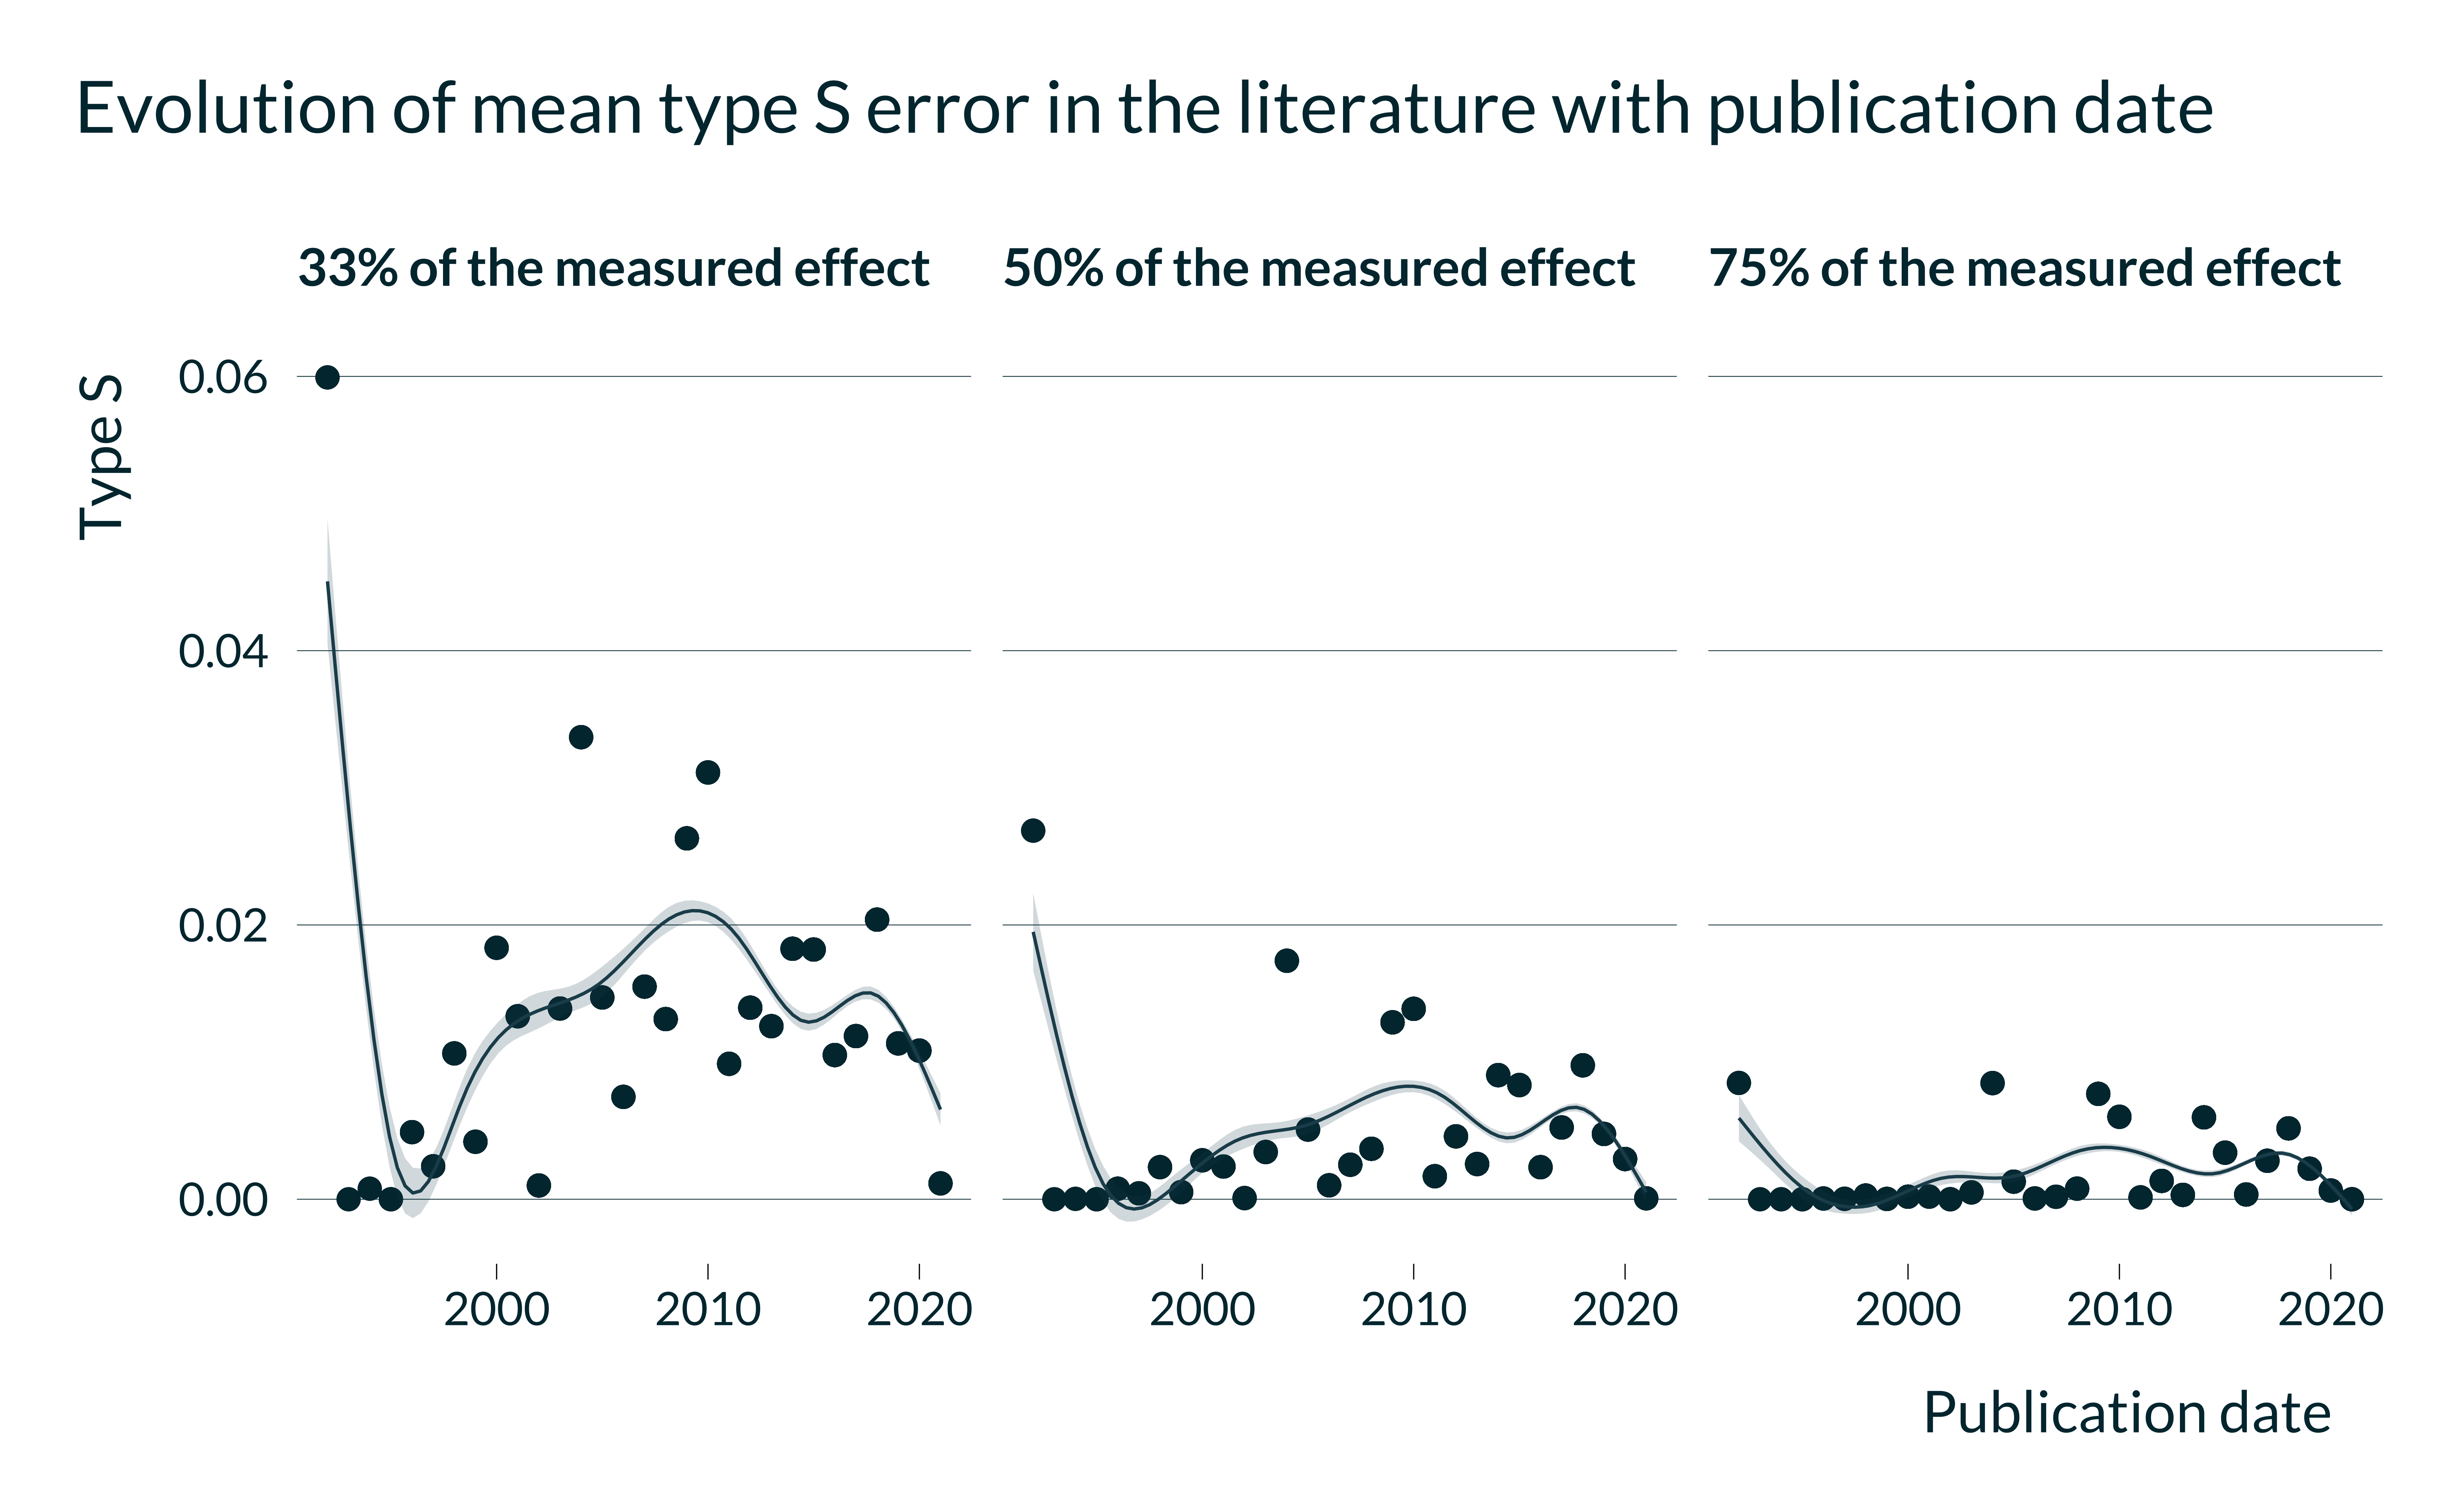 Evolution of mean type S error in the literature with publication date
33% of the measured effect
50% of the measured effect
75% of the measured effect
Type S
0.06
0.04
0.02
0.00
2000 2010 2020
2000 2010 2020
2000 2010 2020
Publication date